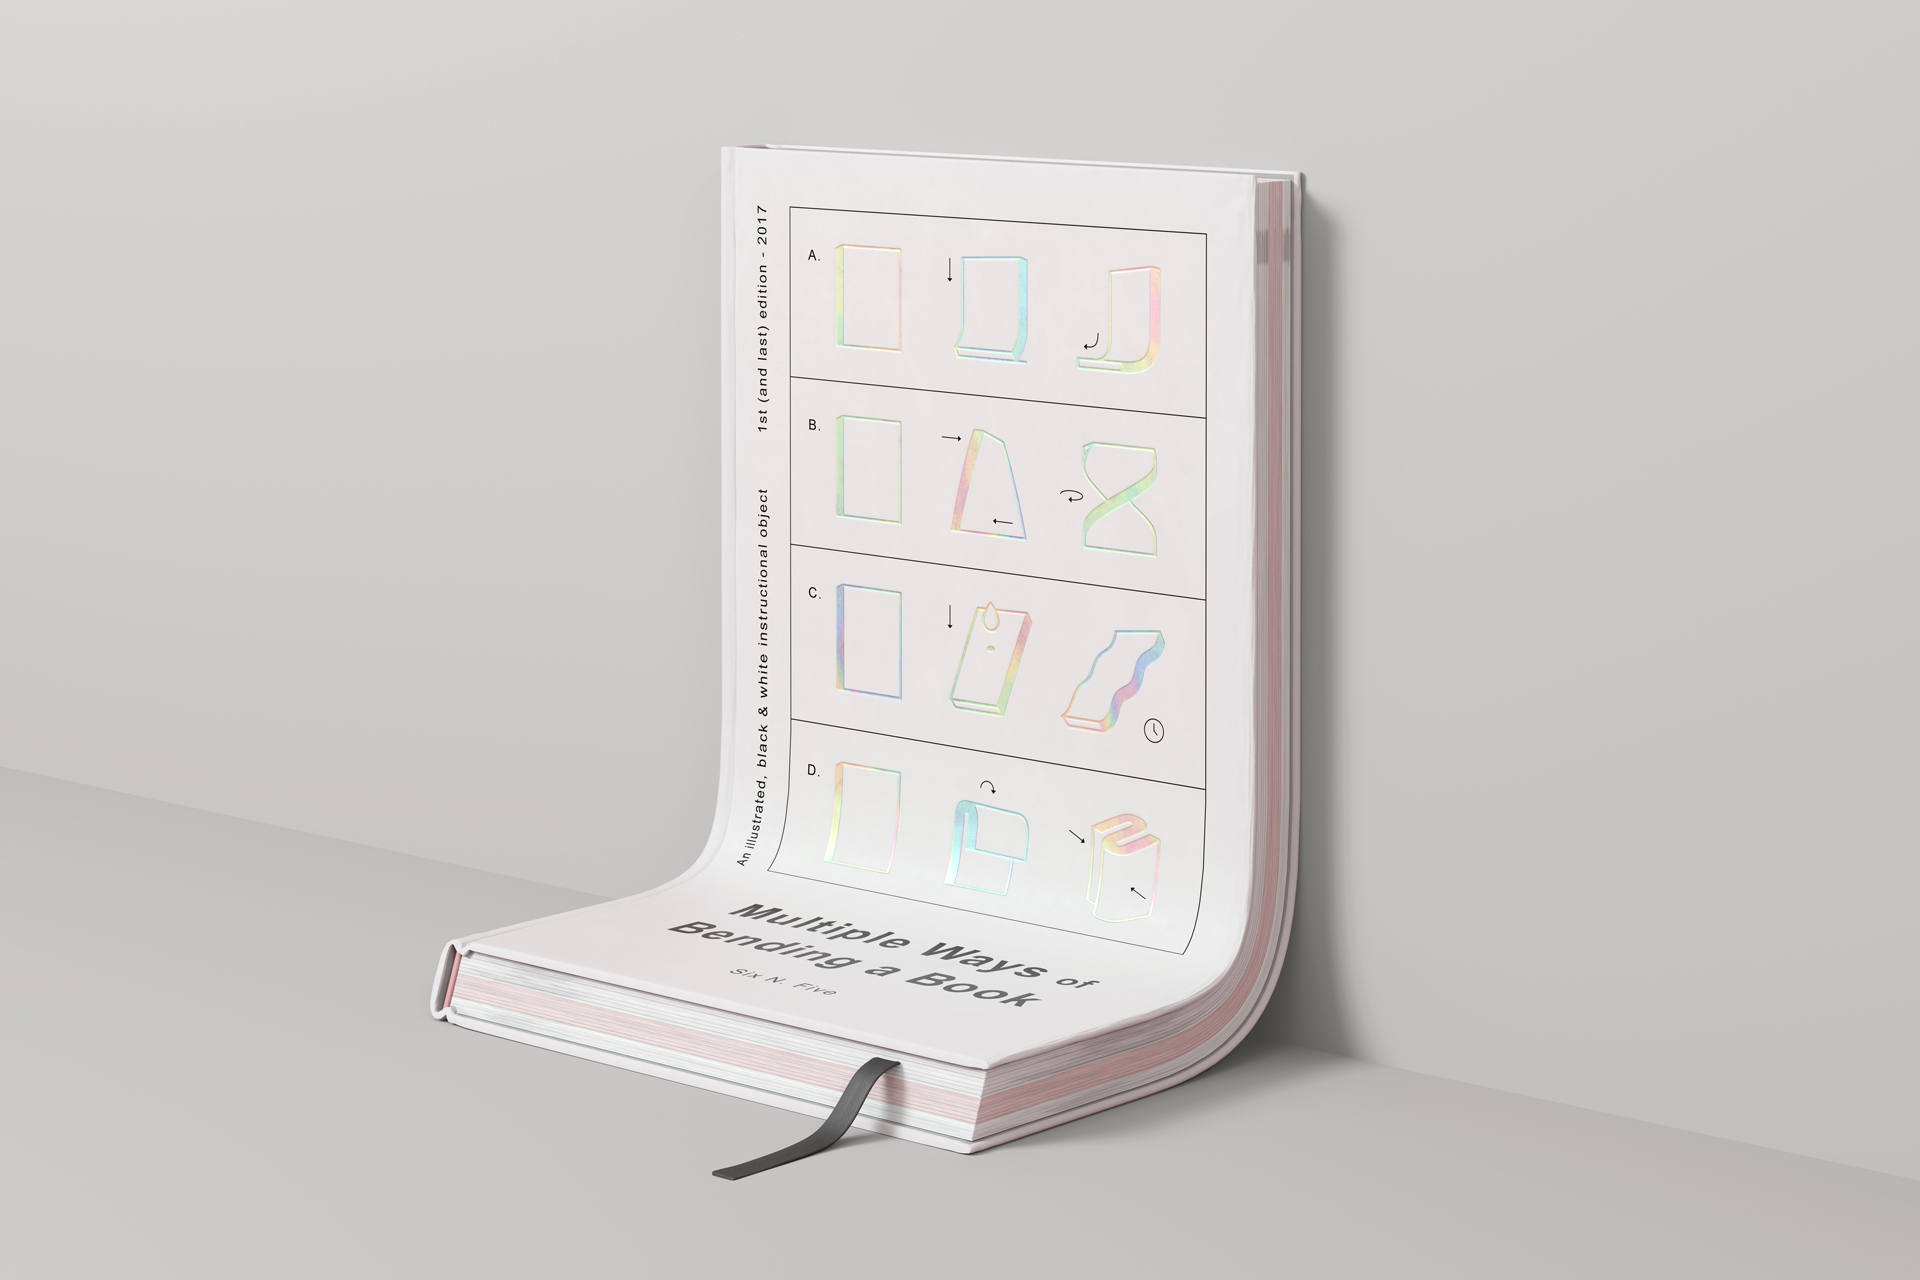 1st (and last) edition - 2017
An illustrated, black & white instructional object
A.
B.
C.
D.
Multiple Ways of
Bending a Book
Six N. Five